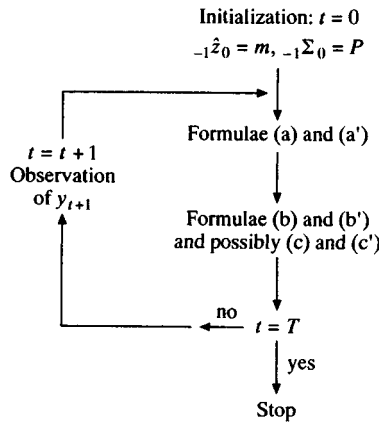 Initialization: t = 0
₋₁ẑ₀ = m, ₋₁Σ₀ = P
Formulae (a) and (a')
t = t + 1
Observation
of yₜ₊₁
Formulae (b) and (b')
and possibly (c) and (c')
no
t = T
yes
Stop